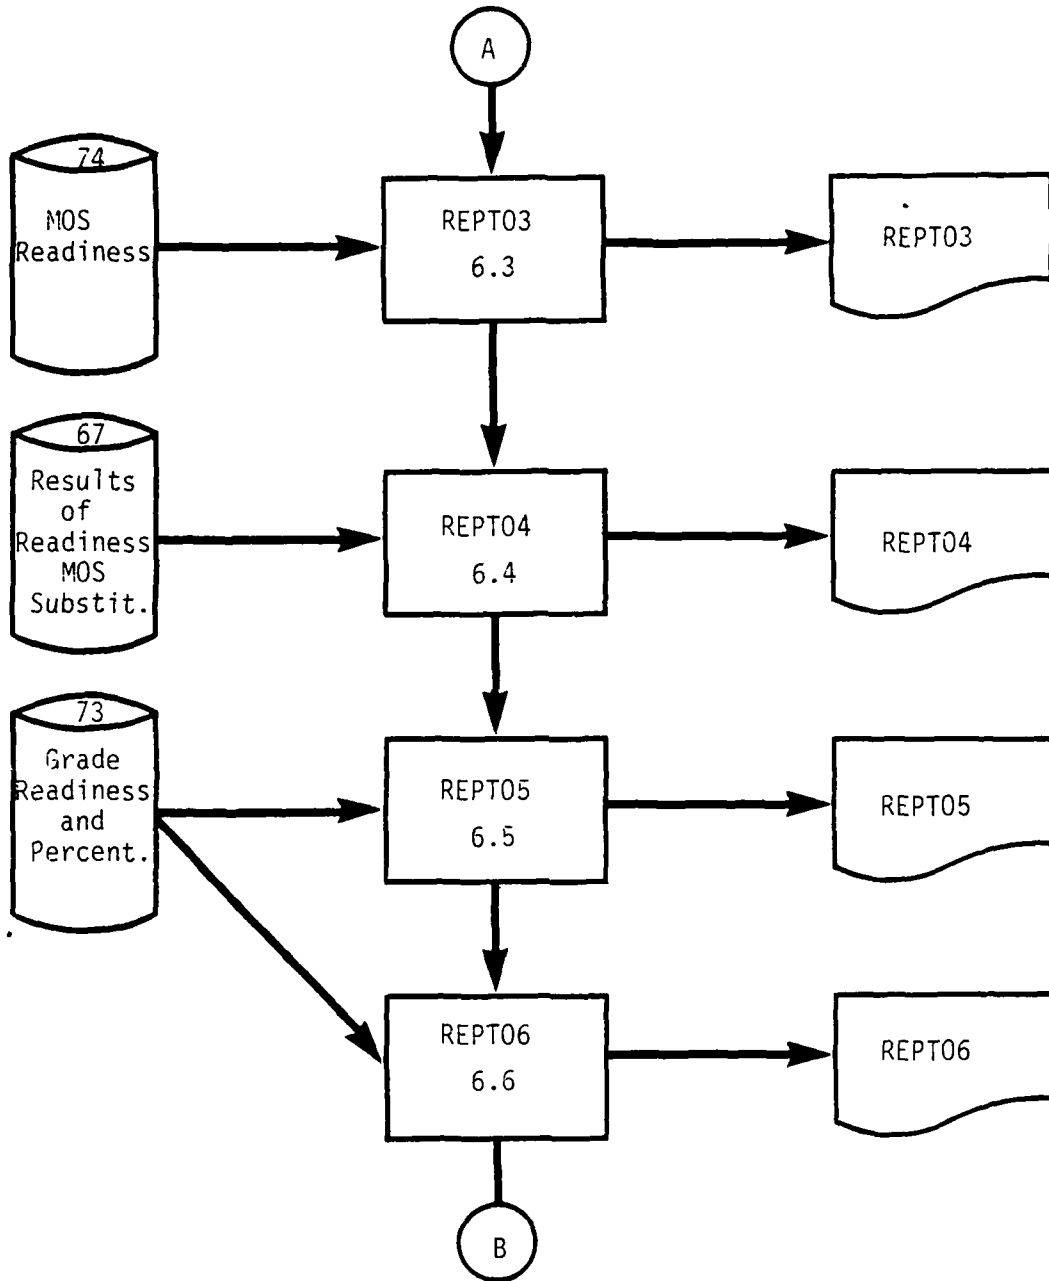 A
74
MOS
Readiness
REPT03
6.3
REPT03
67
Results
of
Readiness
MOS
Substit.
REPT04
6.4
REPT04
73
Grade
Readiness
and
Percent.
REPT05
6.5
REPT05
REPT06
6.6
REPT06
B